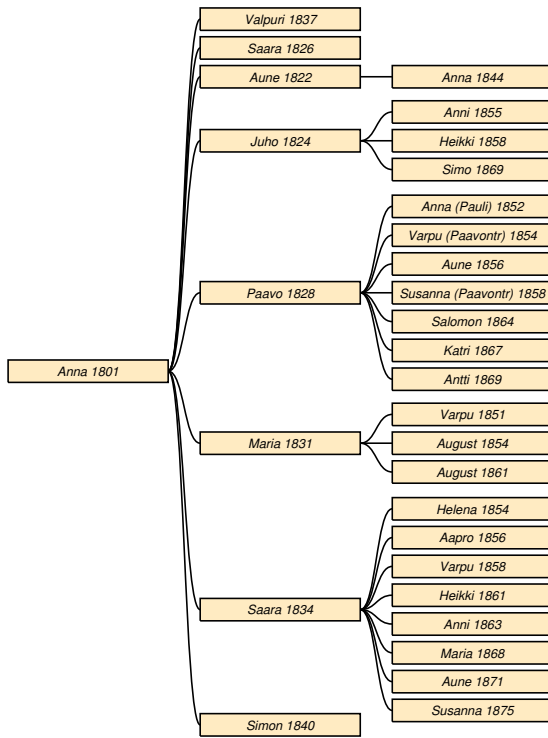 Valpuri 1837
Saara 1826
Aune 1822
Anna 1844
Anni 1855
Juho 1824
Heikki 1858
Simo 1869
Anna (Pauli) 1852
Varpu (Paavontr) 1854
Aune 1856
Paavo 1828
Susanna (Paavontr) 1858
Salomon 1864
Katri 1867
Anna 1801
Antti 1869
Varpu 1851
Maria 1831
August 1854
August 1861
Helena 1854
Aapro 1856
Varpu 1858
Heikki 1861
Saara 1834
Anni 1863
Maria 1868
Aune 1871
Susanna 1875
Simon 1840